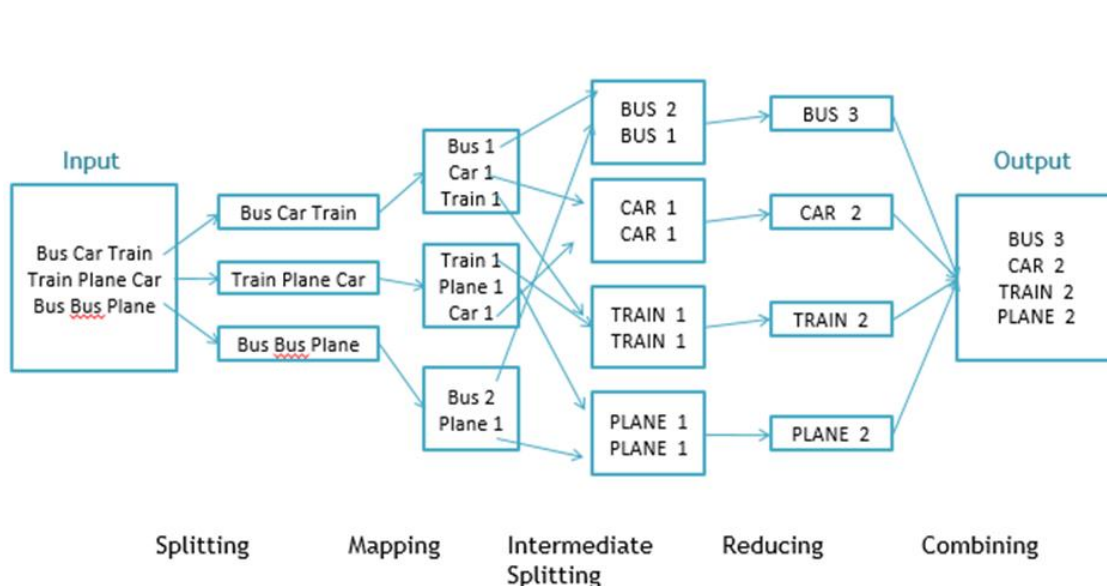 Input
Bus Car Train
Train Plane Car
Bus Bus Plane
Bus Car Train
Train Plane Car
Bus Bus Plane
Bus 1
Car 1
Train 1
Train 1
Plane 1
Car 1
Bus 2
Plane 1
BUS 2
BUS 1
CAR 1
CAR 1
TRAIN 1
TRAIN 1
PLANE 1
PLANE 1
BUS 3
CAR 2
TRAIN 2
PLANE 2
Output
BUS 3
CAR 2
TRAIN 2
PLANE 2
Splitting
Mapping
Intermediate
Splitting
Reducing
Combining